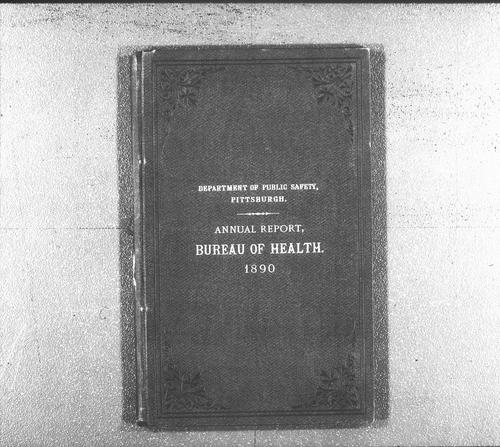 DEPARTMENT OF PUBLIC SAFETY,
PITTSBURGH.
ANNUAL REPORT,
BUREAU OF HEALTH.
1890